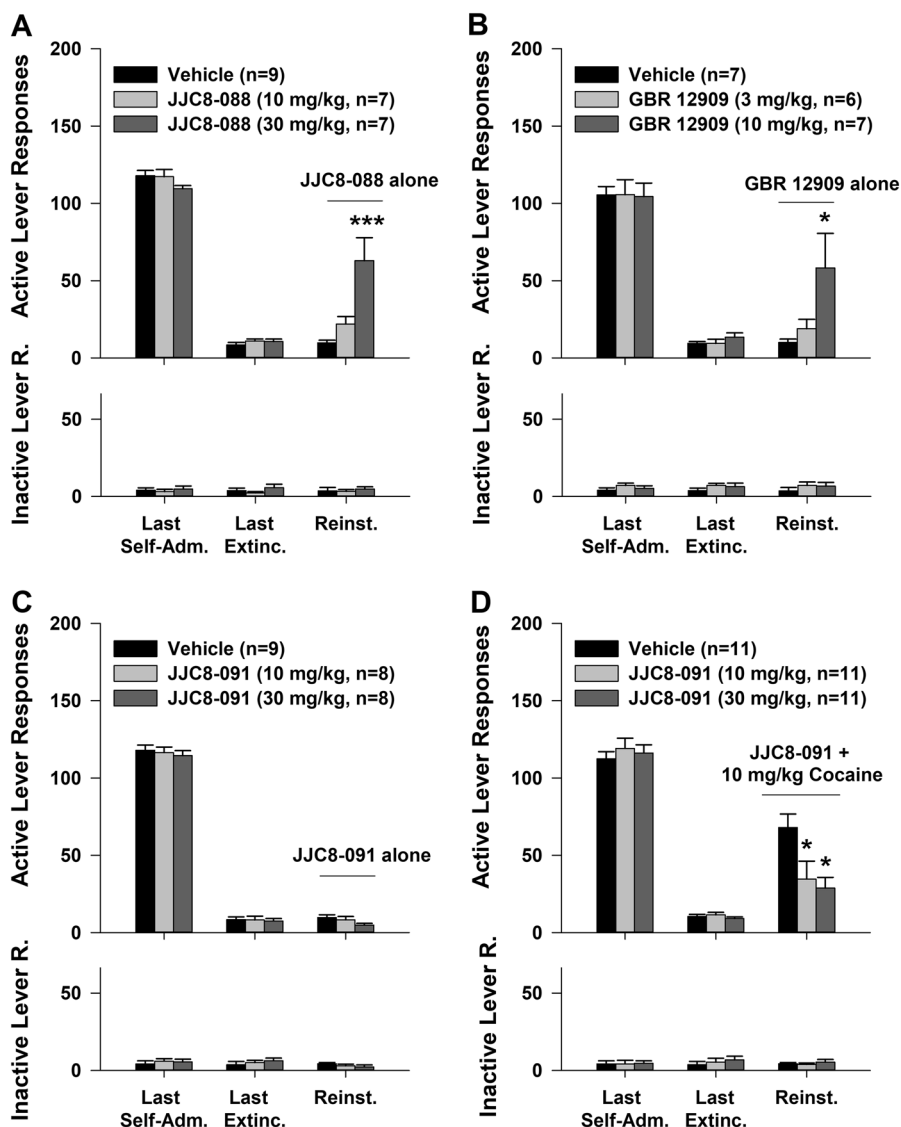 A
Active Lever Responses
200
150
100
50
0
Vehicle (n=9)
JJC8-088 (10 mg/kg, n=7)
JJC8-088 (30 mg/kg, n=7)
JJC8-088 alone
***
Inactive Lever R.
50
0
Last
Self-Adm.
Last
Extinc.
Reinst.
B
Active Lever Responses
200
150
100
50
0
Vehicle (n=7)
GBR 12909 (3 mg/kg, n=6)
GBR 12909 (10 mg/kg, n=7)
GBR 12909 alone
*
Inactive Lever R.
50
0
Last
Self-Adm.
Last
Extinc.
Reinst.
C
Active Lever Responses
200
150
100
50
0
Vehicle (n=9)
JJC8-091 (10 mg/kg, n=8)
JJC8-091 (30 mg/kg, n=8)
JJC8-091 alone
Inactive Lever R.
50
0
Last
Self-Adm.
Last
Extinc.
Reinst.
D
Active Lever Responses
200
150
100
50
0
Vehicle (n=11)
JJC8-091 (10 mg/kg, n=11)
JJC8-091 (30 mg/kg, n=11)
JJC8-091 +
10 mg/kg Cocaine
*
*
Inactive Lever R.
50
0
Last
Self-Adm.
Last
Extinc.
Reinst.